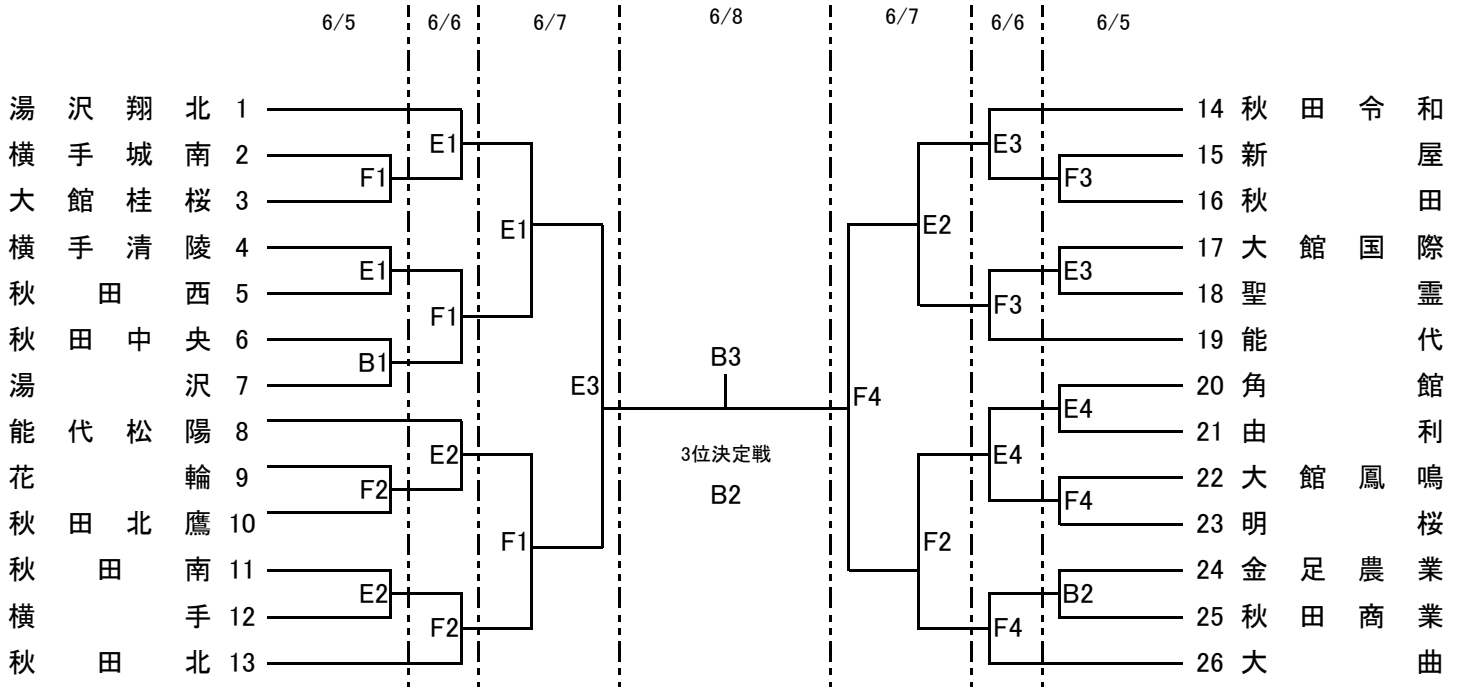 6/5 6/6 6/7 6/8 6/7 6/6 6/5
湯沢翔北 1 14 秋田令和
E1 E3
横手城南 2 15 新屋
F1 F3
大館桂桜 3 16 秋田
E1 E2
横手清陵 4 17 大館国際
E1 E3
秋田西 5 18 聖霊
F1 F3
秋田中央 6 19 能代
B1 B3
湯沢 7 20 角館
E3 F4 E4
能代松陽 8 21 由利
E2 3位決定戦 E4
花輪 9 22 大館鳳鳴
F2 B2 F4
秋田北鷹 10 23 明桜
F1 F2
秋田南 11 24 金足農業
E2 B2
横手 12 25 秋田商業
F2 F4
秋田北 13 26 大曲